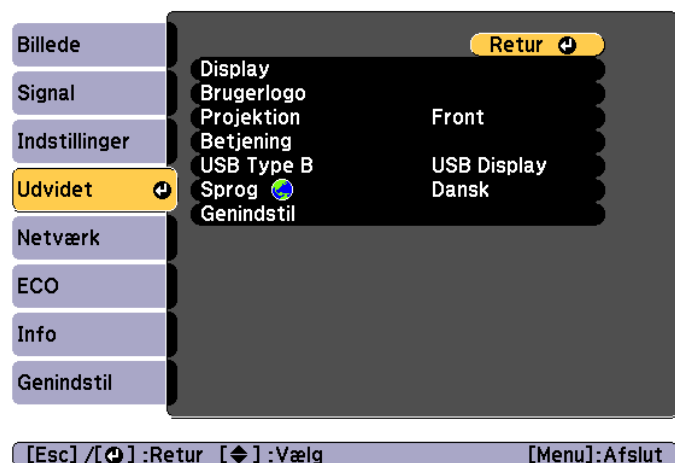 Billede
Signal
Indstillinger
Udvidet
Netværk
ECO
Info
Genindstil
Retur
Display
Brugerlogo
Projektion Front
Betjening
USB Type B USB Display
Sprog Dansk
Genindstil
[Esc] /[ ] :Retur [ ] :Vælg [Menu]:Afslut